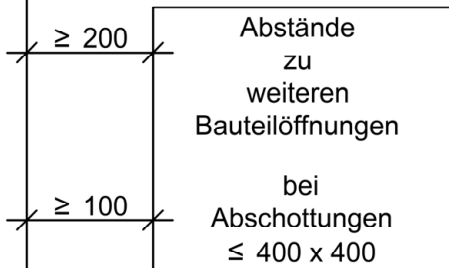 ≥ 200
Abstände
zu
weiteren
Bauteilöffnungen
≥ 100
bei
Abschottungen
≤ 400 x 400